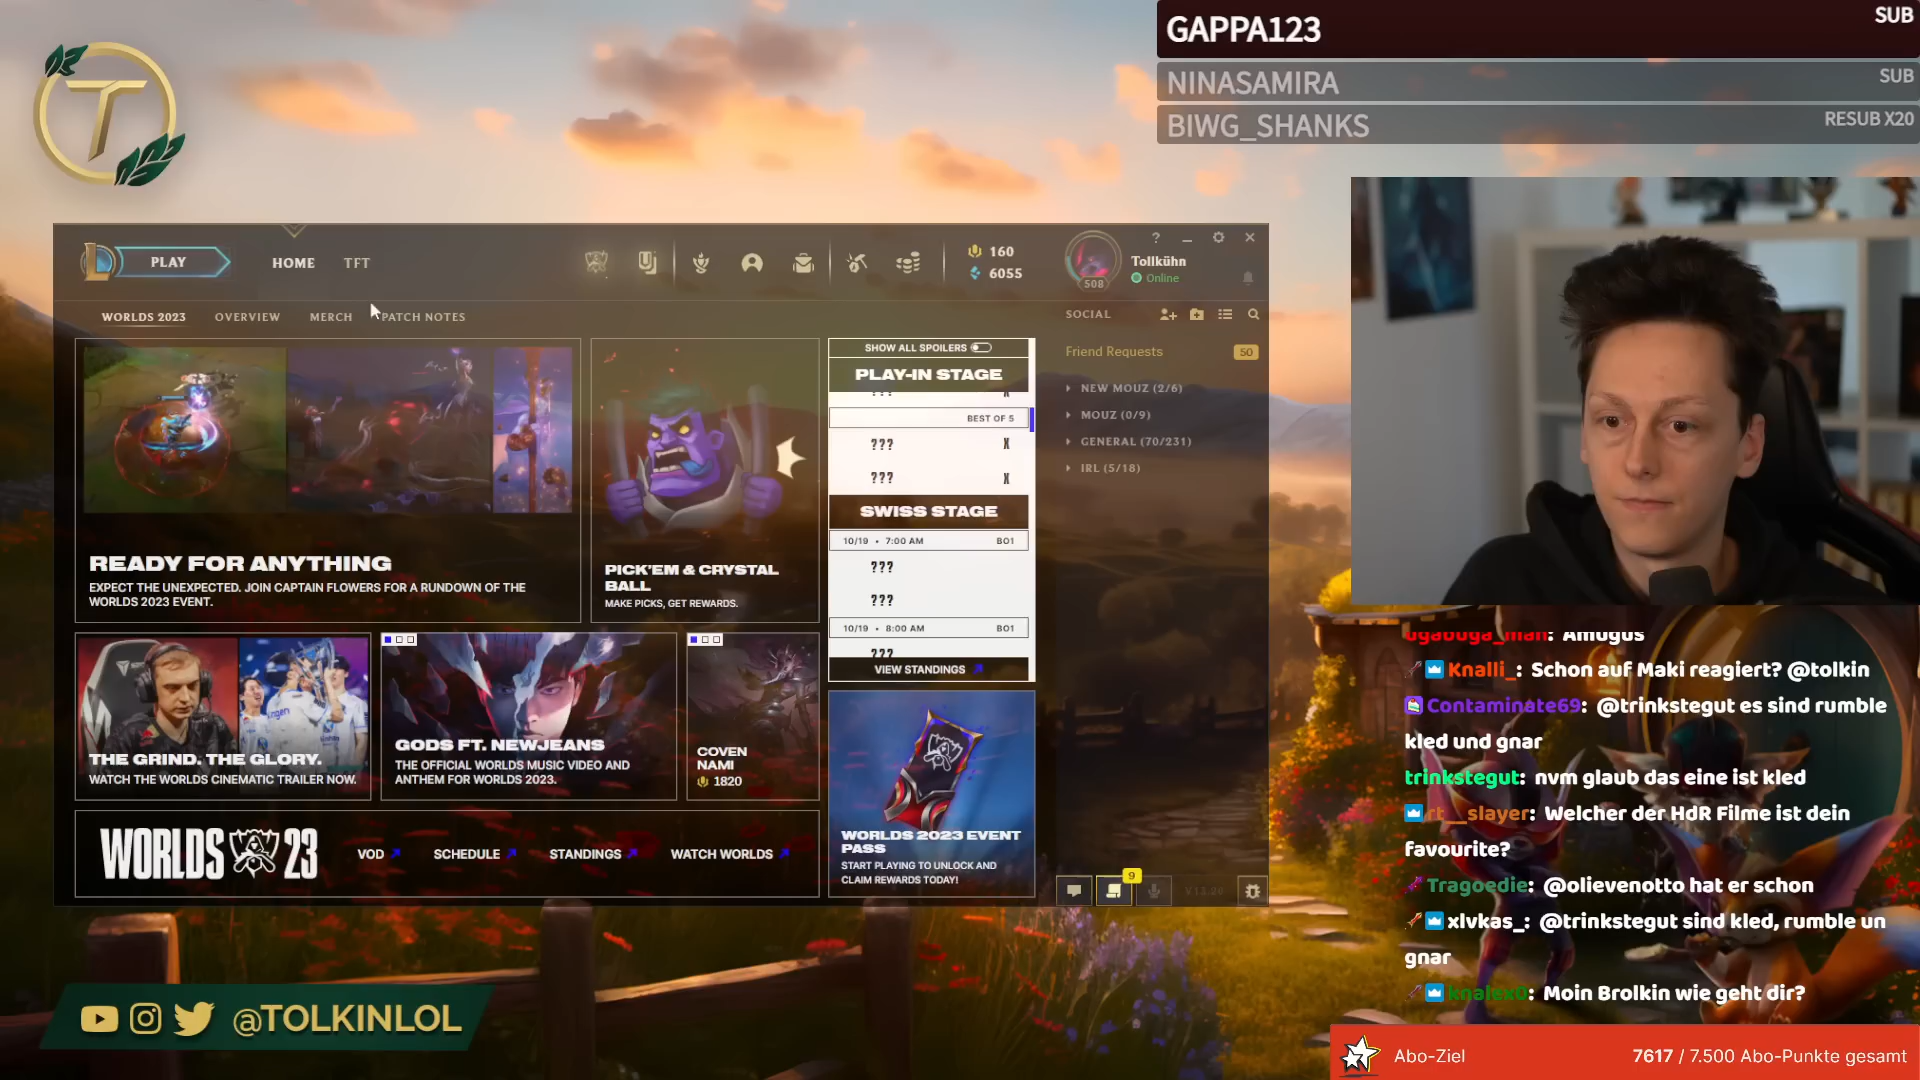 GAPPA123 SUB
NINASAMIRA SUB
BIWG_SHANKS RESUB X20
T
PLAY
HOME
TFT
160
6055
508
Tollkühn
Online
?
WORLDS 2023
OVERVIEW
MERCH
PATCH NOTES
SOCIAL
Friend Requests 50
NEW MOUZ (2/6)
MOUZ (0/9)
GENERAL (70/231)
IRL (5/18)
READY FOR ANYTHING
EXPECT THE UNEXPECTED. JOIN CAPTAIN FLOWERS FOR A RUNDOWN OF THE
WORLDS 2023 EVENT.
PICK'EM & CRYSTAL
BALL
MAKE PICKS, GET REWARDS.
SHOW ALL SPOILERS
PLAY-IN STAGE
BEST OF 5
??? X
??? X
SWISS STAGE
10/19 • 7:00 AM BO1
???
???
10/19 • 8:00 AM BO1
???
VIEW STANDINGS
THE GRIND. THE GLORY.
WATCH THE WORLDS CINEMATIC TRAILER NOW.
GODS FT. NEWJEANS
THE OFFICIAL WORLDS MUSIC VIDEO AND
ANTHEM FOR WORLDS 2023.
COVEN
NAMI
1820
WORLDS 2023 EVENT
PASS
START PLAYING TO UNLOCK AND
CLAIM REWARDS TODAY!
WORLDS 23
VOD
SCHEDULE
STANDINGS
WATCH WORLDS
9
V13.20
@TOLKINLOL
ugabuga_man: Amogus
Knalli_: Schon auf Maki reagiert? @tolkin
Contaminate69: @trinkstegut es sind rumble
kled und gnar
trinkstegut: nvm glaub das eine ist kled
rt__slayer: Welcher der HdR Filme ist dein
favourite?
Tragoedie: @olievenotto hat er schon
xlvkas_: @trinkstegut sind kled, rumble un
gnar
knalex0: Moin Brolkin wie geht dir?
Abo-Ziel 7617 / 7.500 Abo-Punkte gesamt